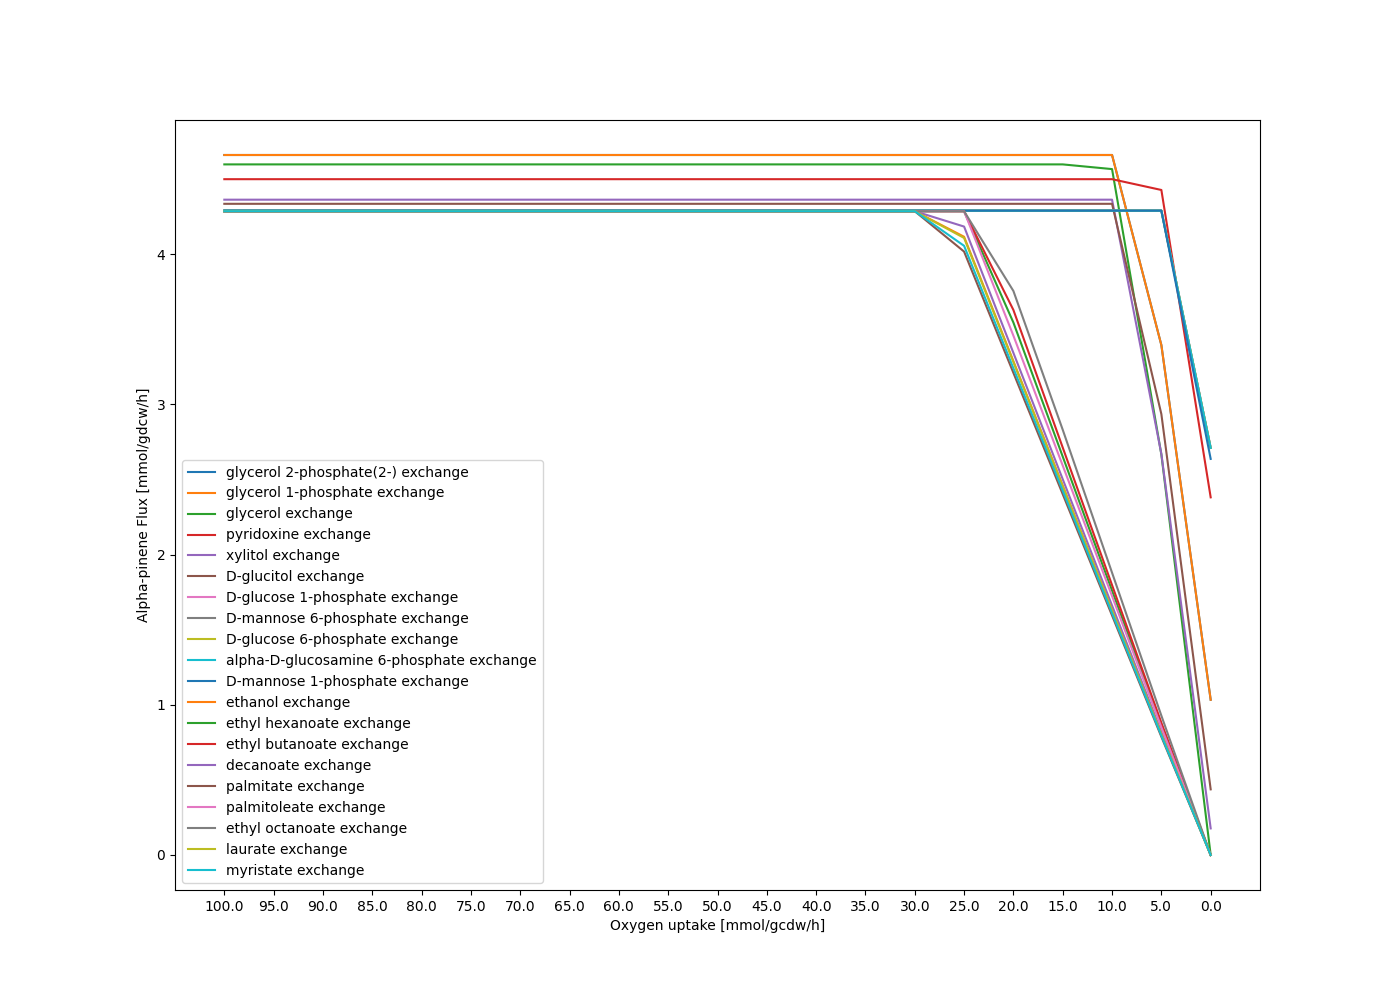 4
3
2
1
0
Alpha-pinene Flux [mmol/gdcw/h]
glycerol 2-phosphate(2-) exchange
glycerol 1-phosphate exchange
glycerol exchange
pyridoxine exchange
xylitol exchange
D-glucitol exchange
D-glucose 1-phosphate exchange
D-mannose 6-phosphate exchange
D-glucose 6-phosphate exchange
alpha-D-glucosamine 6-phosphate exchange
D-mannose 1-phosphate exchange
ethanol exchange
ethyl hexanoate exchange
ethyl butanoate exchange
decanoate exchange
palmitate exchange
palmitoleate exchange
ethyl octanoate exchange
laurate exchange
myristate exchange
100.0 95.0 90.0 85.0 80.0 75.0 70.0 65.0 60.0 55.0 50.0 45.0 40.0 35.0 30.0 25.0 20.0 15.0 10.0 5.0 0.0
Oxygen uptake [mmol/gcdw/h]